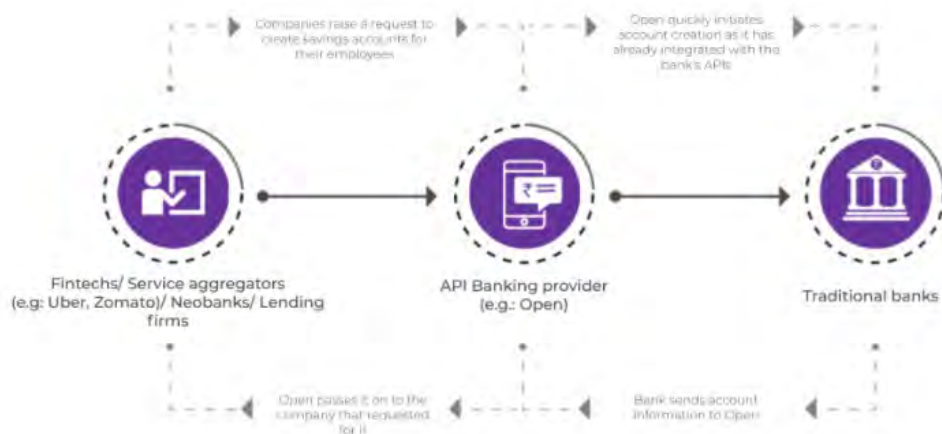 Companies raise a request to
create savings accounts for
their employees
Open quickly initiates
account creation as it has
already integrated with the
bank's APIs
₹
₹
Fintechs/ Service aggregators
(e.g: Uber, Zomato)/ Neobanks/ Lending
firms
API Banking provider
(e.g.: Open)
Traditional banks
Open passes it on to the
company that requested
for it
Bank sends account
information to Open